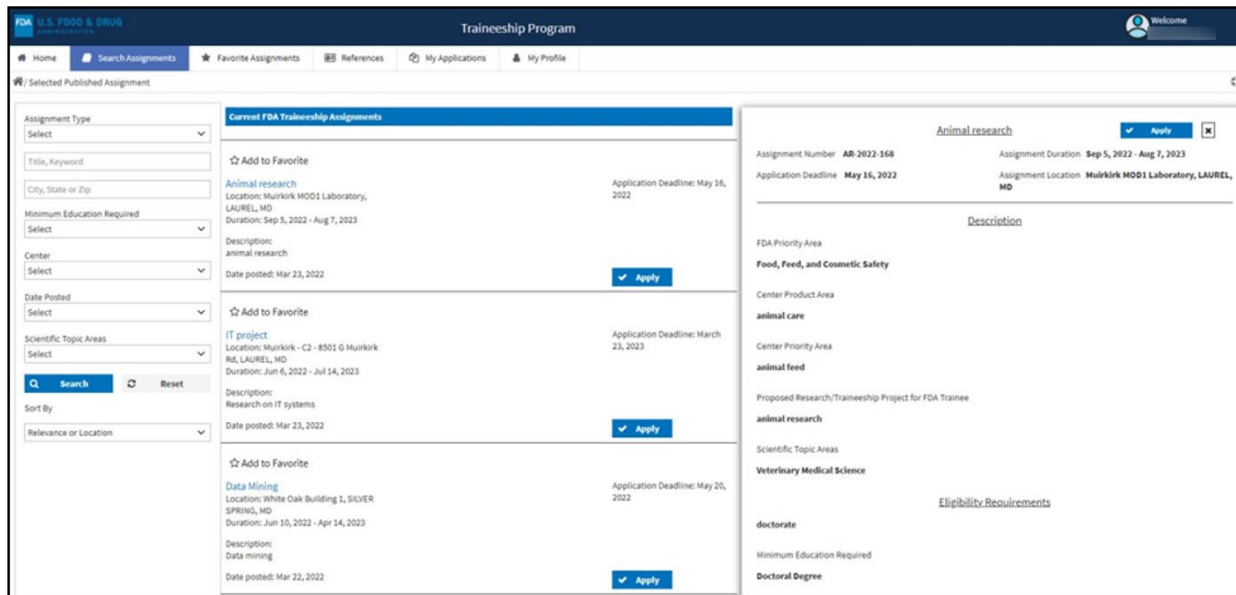 FDA U.S. FOOD & DRUG
ADMINISTRATION
Traineeship Program
Welcome
Home
Search Assignments
Favorite Assignments
References
My Applications
My Profile
/ Selected Published Assignment
Assignment Type
Select
Title, Keyword
City, State or Zip
Minimum Education Required
Select
Center
Select
Date Posted
Select
Scientific Topic Areas
Select
Search
Reset
Sort By
Relevance or Location
Current FDA Traineeship Assignments
Add to Favorite
Animal research
Application Deadline: May 16,
2022
Location: Muirkirk MOD1 Laboratory,
LAUREL, MD
Duration: Sep 5, 2022 - Aug 7, 2023
Description:
animal research
Date posted: Mar 23, 2022
Apply
Add to Favorite
IT project
Application Deadline: March
23, 2023
Location: Muirkirk - C2 - 8501 G Muirkirk
Rd, LAUREL, MD
Duration: Jun 6, 2022 - Jul 14, 2023
Description:
Research on IT systems
Date posted: Mar 23, 2022
Apply
Add to Favorite
Data Mining
Application Deadline: May 20,
2022
Location: White Oak Building 1, SILVER
SPRING, MD
Duration: Jun 10, 2022 - Apr 14, 2023
Description:
Data mining
Date posted: Mar 22, 2022
Apply
Animal research
Apply
Assignment Number AR-2022-168
Assignment Duration Sep 5, 2022 - Aug 7, 2023
Application Deadline May 16, 2022
Assignment Location Muirkirk MOD1 Laboratory, LAUREL,
MD
Description
FDA Priority Area
Food, Feed, and Cosmetic Safety
Center Product Area
animal care
Center Priority Area
animal feed
Proposed Research/Traineeship Project for FDA Trainee
animal research
Scientific Topic Areas
Veterinary Medical Science
Eligibility Requirements
doctorate
Minimum Education Required
Doctoral Degree